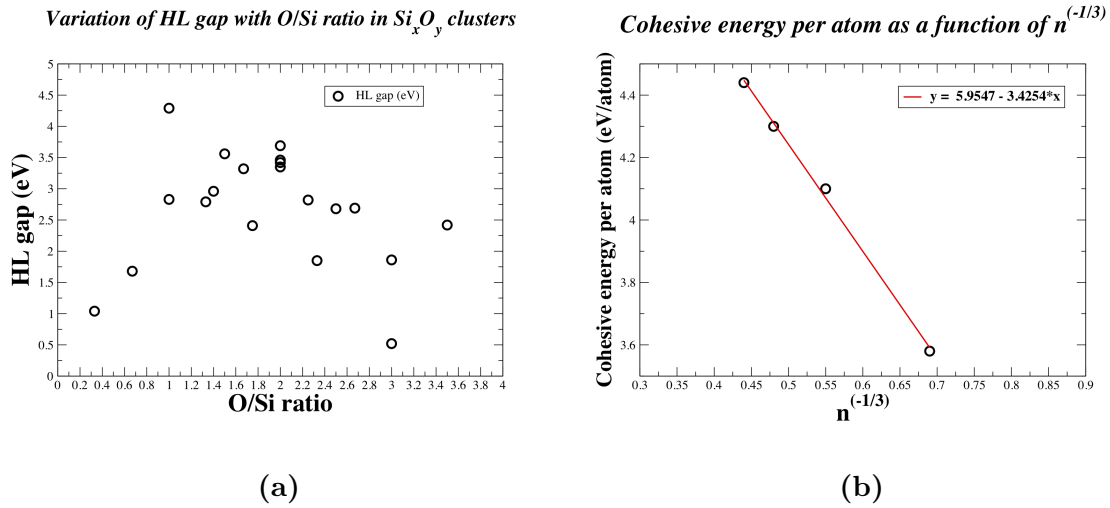 Variation of HL gap with O/Si ratio in SixOy clusters
5
4.5
4
3.5
3
2.5
2
1.5
1
0.5
0
HL gap (eV)
HL gap (eV)
0 0.2 0.4 0.6 0.8 1 1.2 1.4 1.6 1.8 2 2.2 2.4 2.6 2.8 3 3.2 3.4 3.6 3.8 4
O/Si ratio
(a)
Cohesive energy per atom as a function of n(-1/3)
4.4
4.2
4
3.8
3.6
Cohesive energy per atom (eV/atom)
y = 5.9547 - 3.4254*x
0.3 0.35 0.4 0.45 0.5 0.55 0.6 0.65 0.7 0.75 0.8 0.85 0.9
n(-1/3)
(b)